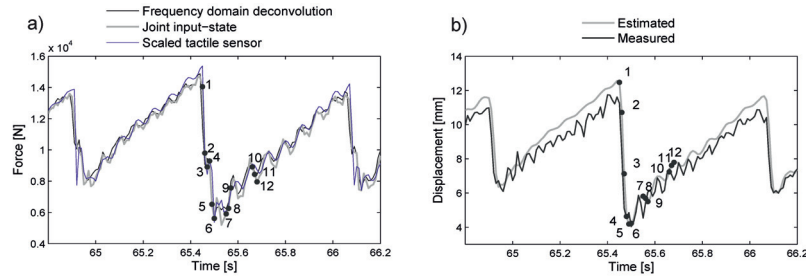 a)
Frequency domain deconvolution
Joint input-state
Scaled tactile sensor
x 10⁴
1.6
1.4
1.2
1.0
0.8
0.6
0.4
Force [N]
1
2
3
4
5
6
7
8
9
10
11
12
65 65.2 65.4 65.6 65.8 66 66.2
Time [s]
b)
Estimated
Measured
14
12
10
8
6
4
Displacement [mm]
1
2
3
4
5
6
7
8
9
10
11
12
65 65.2 65.4 65.6 65.8 66 66.2
Time [s]